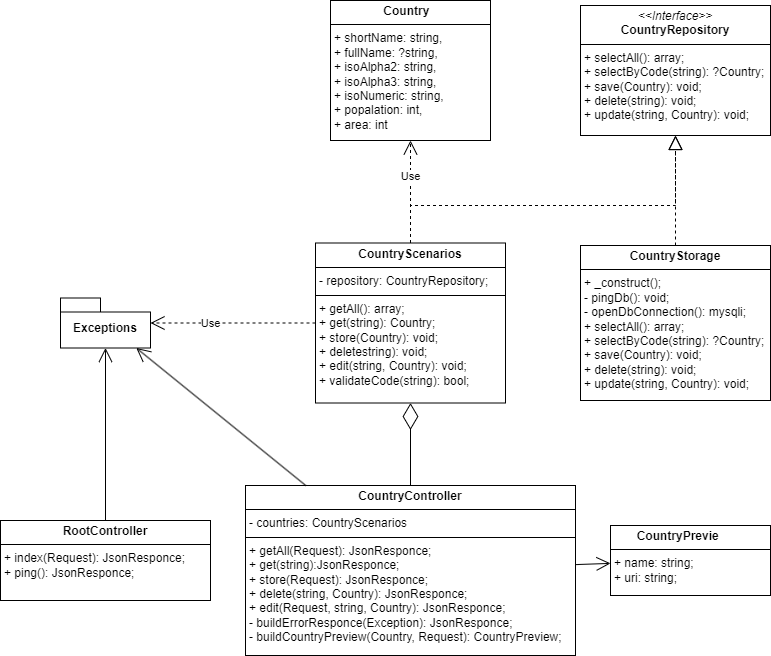 Country
+ shortName: string,
+ fullName: ?string,
+ isoAlpha2: string,
+ isoAlpha3: string,
+ isoNumeric: string,
+ popalation: int,
+ area: int
<<Interface>>
CountryRepository
+ selectAll(): array;
+ selectByCode(string): ?Country;
+ save(Country): void;
+ delete(string): void;
+ update(string, Country): void;
Use
CountryScenarios
- repository: CountryRepository;
+ getAll(): array;
+ get(string): Country;
+ store(Country): void;
+ deletestring): void;
+ edit(string, Country): void;
+ validateCode(string): bool;
CountryStorage
+ _construct();
- pingDb(): void;
- openDbConnection(): mysqli;
+ selectAll(): array;
+ selectByCode(string): ?Country;
+ save(Country): void;
+ delete(string): void;
+ update(string, Country): void;
Exceptions
Use
RootController
+ index(Request): JsonResponce;
+ ping(): JsonResponce;
CountryController
- countries: CountryScenarios
+ getAll(Request): JsonResponce;
+ get(string):JsonResponce;
+ store(Request): JsonResponce;
+ delete(string, Country): JsonResponce;
+ edit(Request, string, Country): JsonResponce;
- buildErrorResponce(Exception): JsonResponce;
- buildCountryPreview(Country, Request): CountryPreview;
CountryPrevie
+ name: string;
+ uri: string;